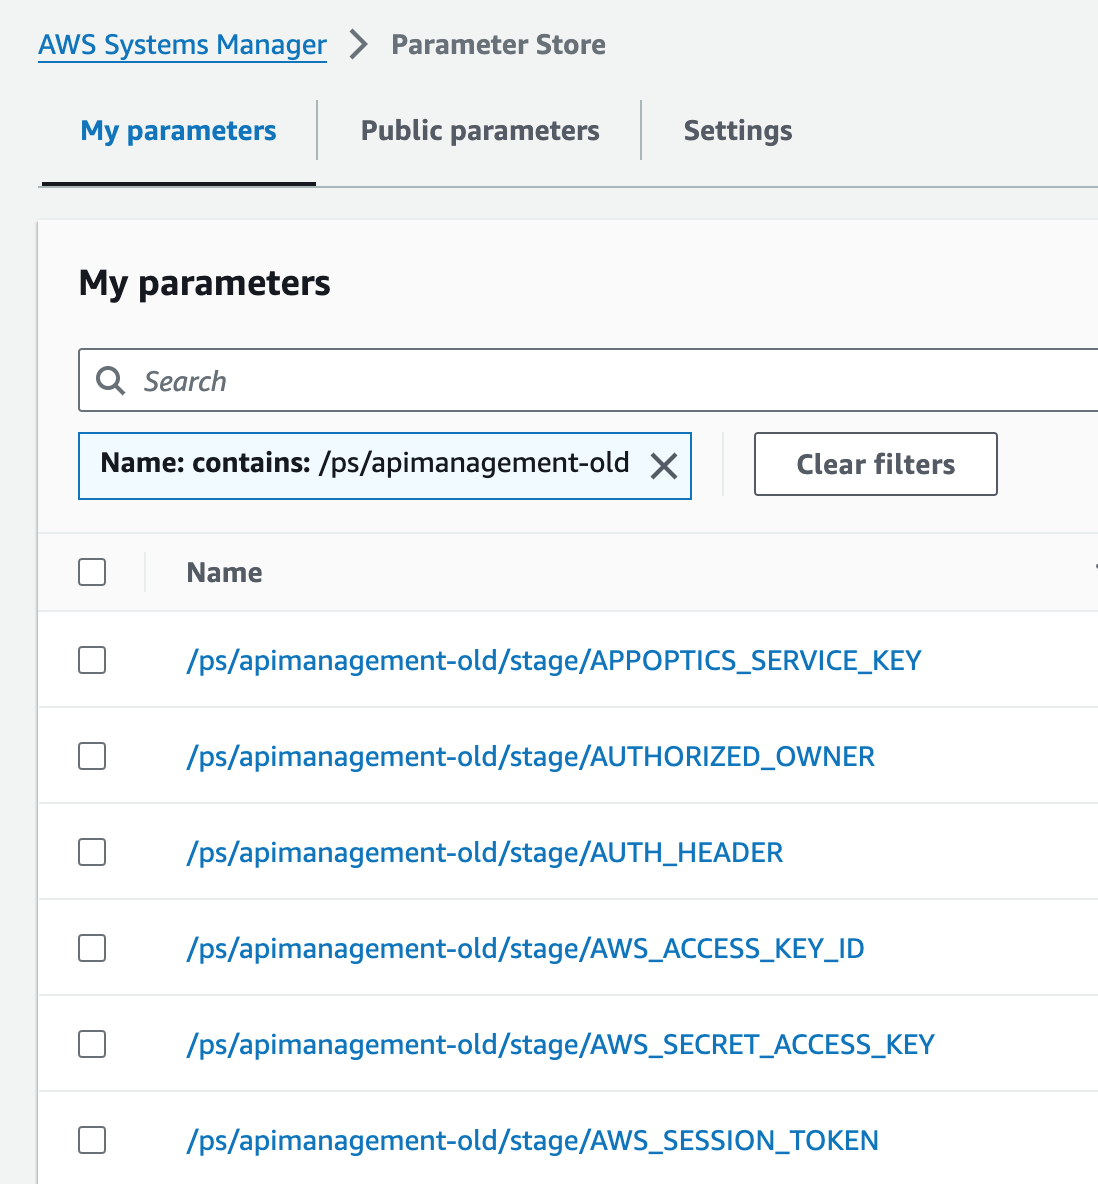 AWS Systems Manager > Parameter Store
My parameters Public parameters Settings
My parameters
Search
Name: contains: /ps/apimanagement-old Clear filters
Name
/ps/apimanagement-old/stage/APPOPTICS_SERVICE_KEY
/ps/apimanagement-old/stage/AUTHORIZED_OWNER
/ps/apimanagement-old/stage/AUTH_HEADER
/ps/apimanagement-old/stage/AWS_ACCESS_KEY_ID
/ps/apimanagement-old/stage/AWS_SECRET_ACCESS_KEY
/ps/apimanagement-old/stage/AWS_SESSION_TOKEN